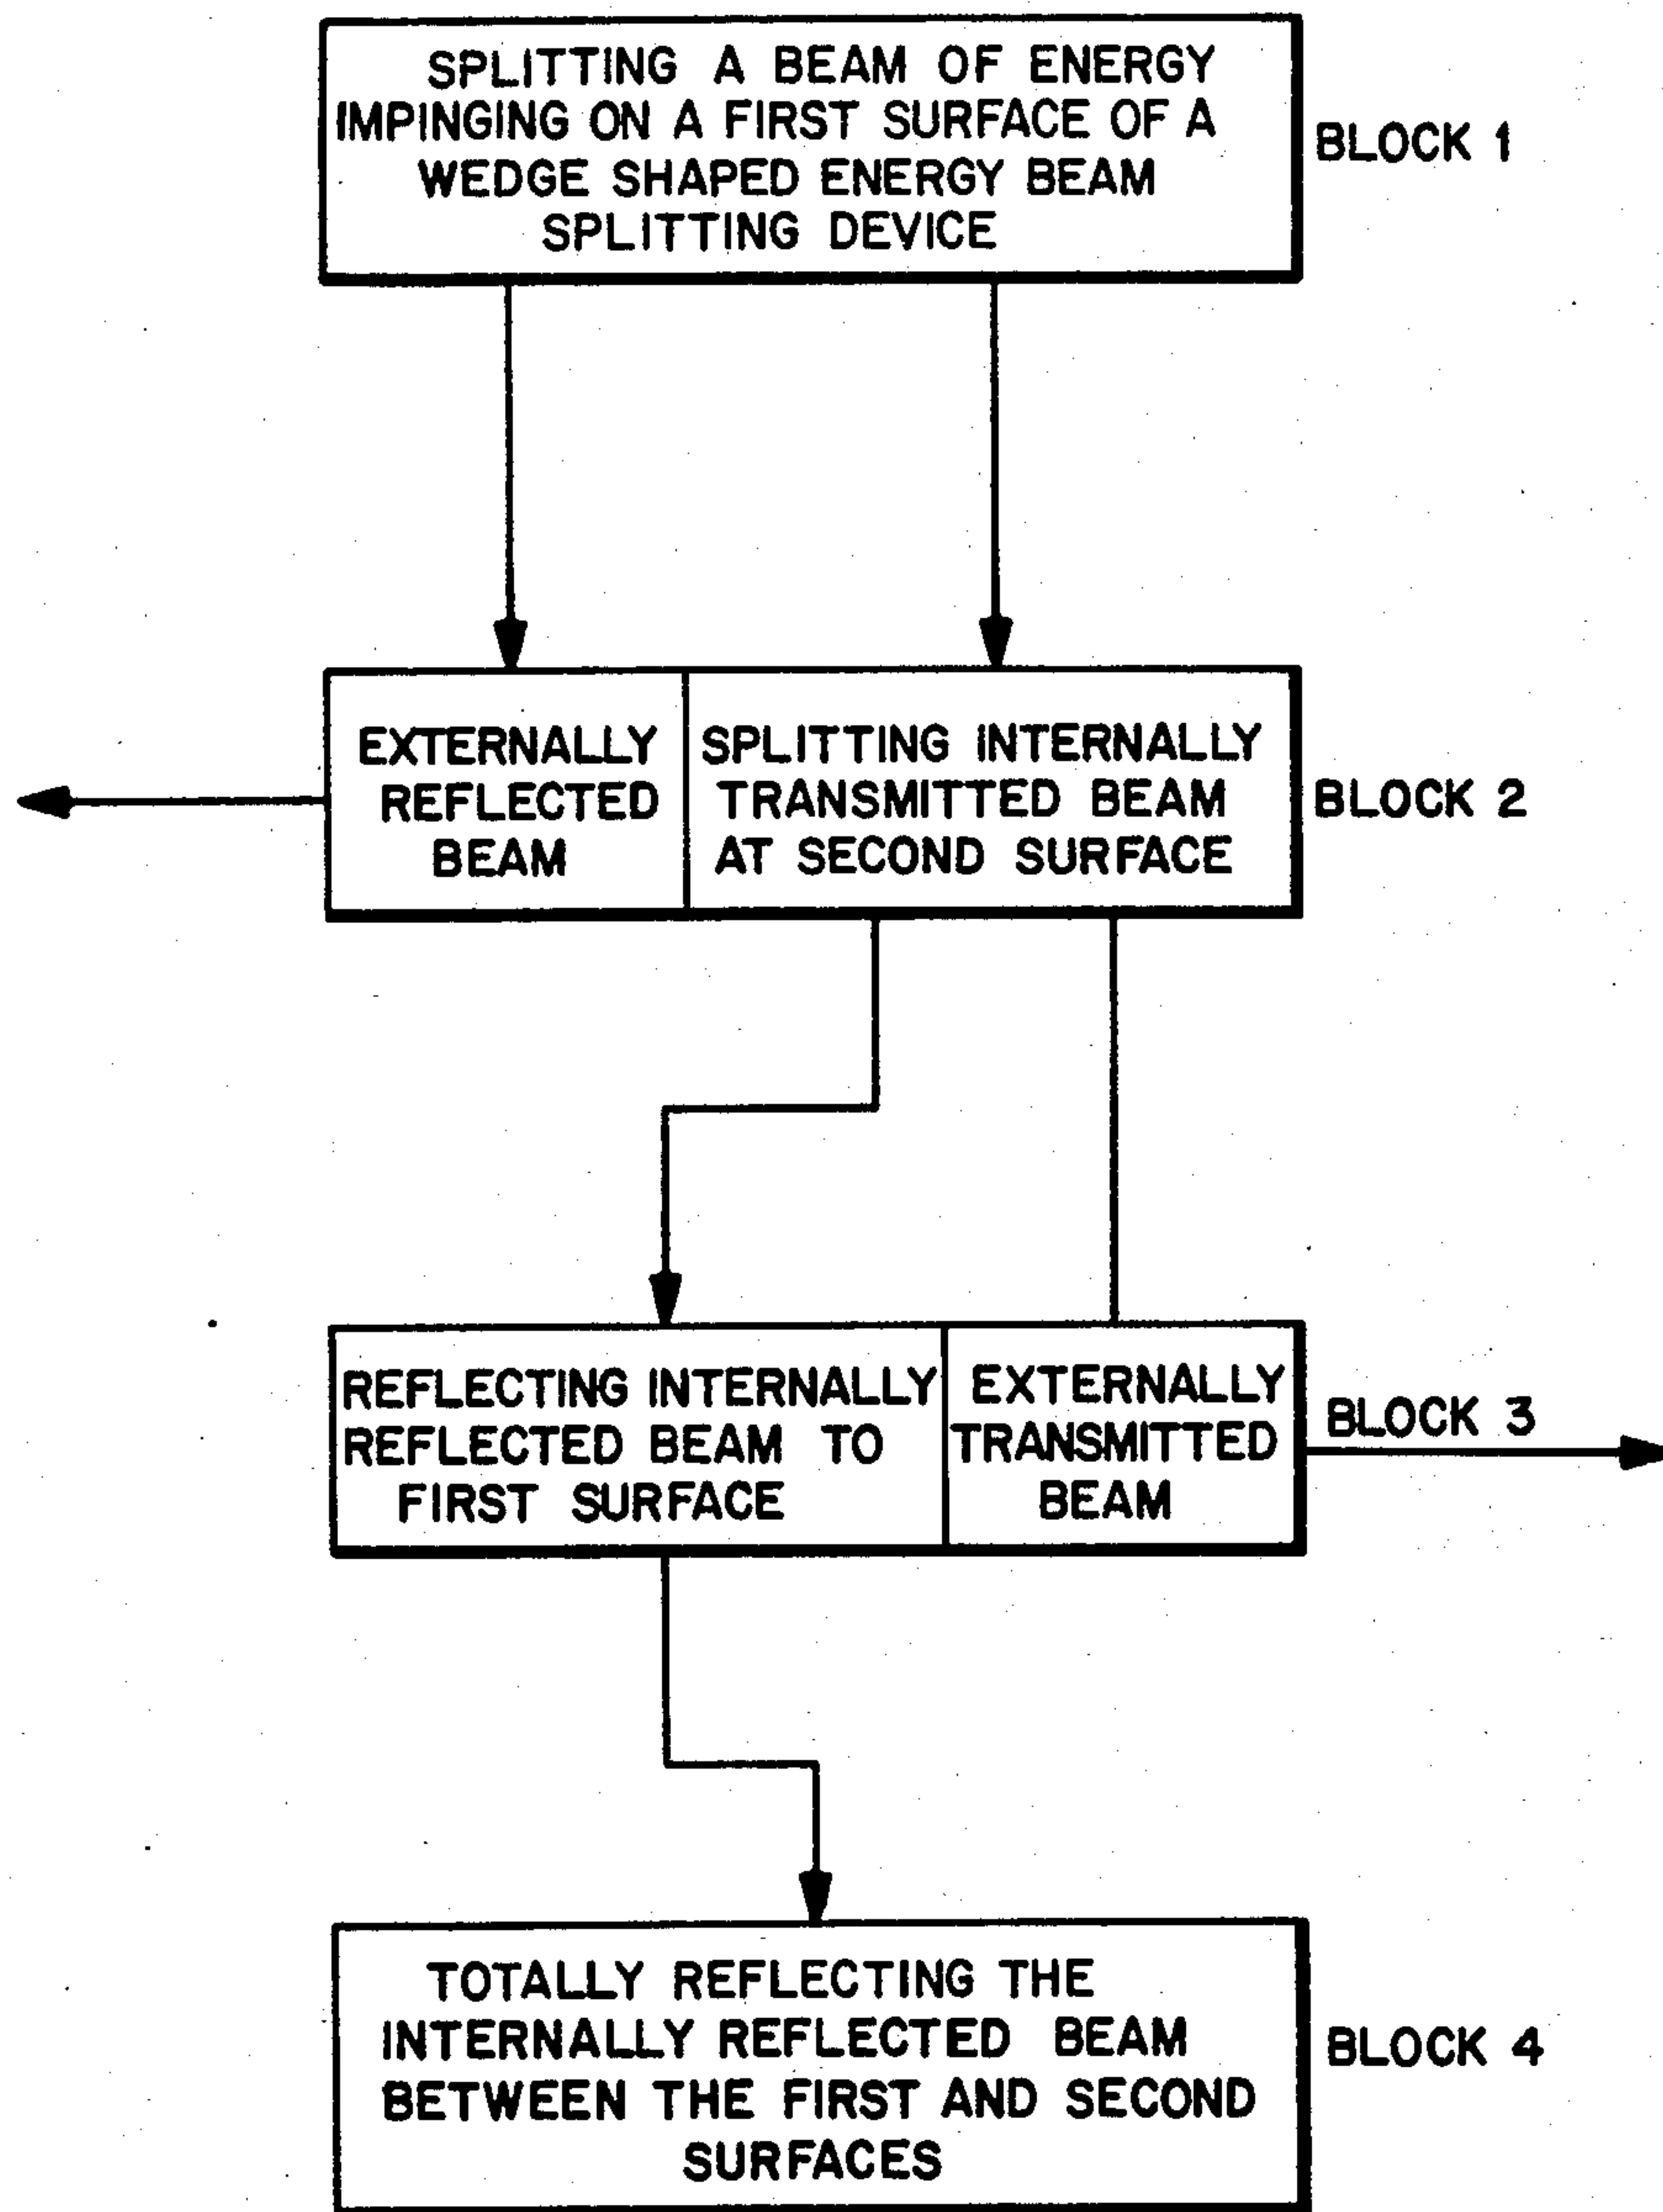 SPLITTING A BEAM OF ENERGY
IMPINGING ON A FIRST SURFACE OF A
WEDGE SHAPED ENERGY BEAM
SPLITTING DEVICE
BLOCK 1
EXTERNALLY
REFLECTED
BEAM
SPLITTING INTERNALLY
TRANSMITTED BEAM
AT SECOND SURFACE
BLOCK 2
REFLECTING INTERNALLY
REFLECTED BEAM TO
FIRST SURFACE
EXTERNALLY
TRANSMITTED
BEAM
BLOCK 3
TOTALLY REFLECTING THE
INTERNALLY REFLECTED BEAM
BETWEEN THE FIRST AND SECOND
SURFACES
BLOCK 4